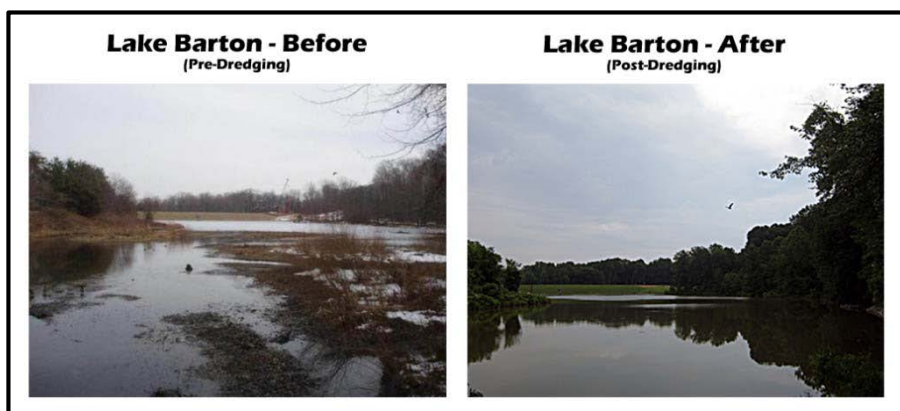 Lake Barton - Before
(Pre-Dredging)
Lake Barton - After
(Post-Dredging)